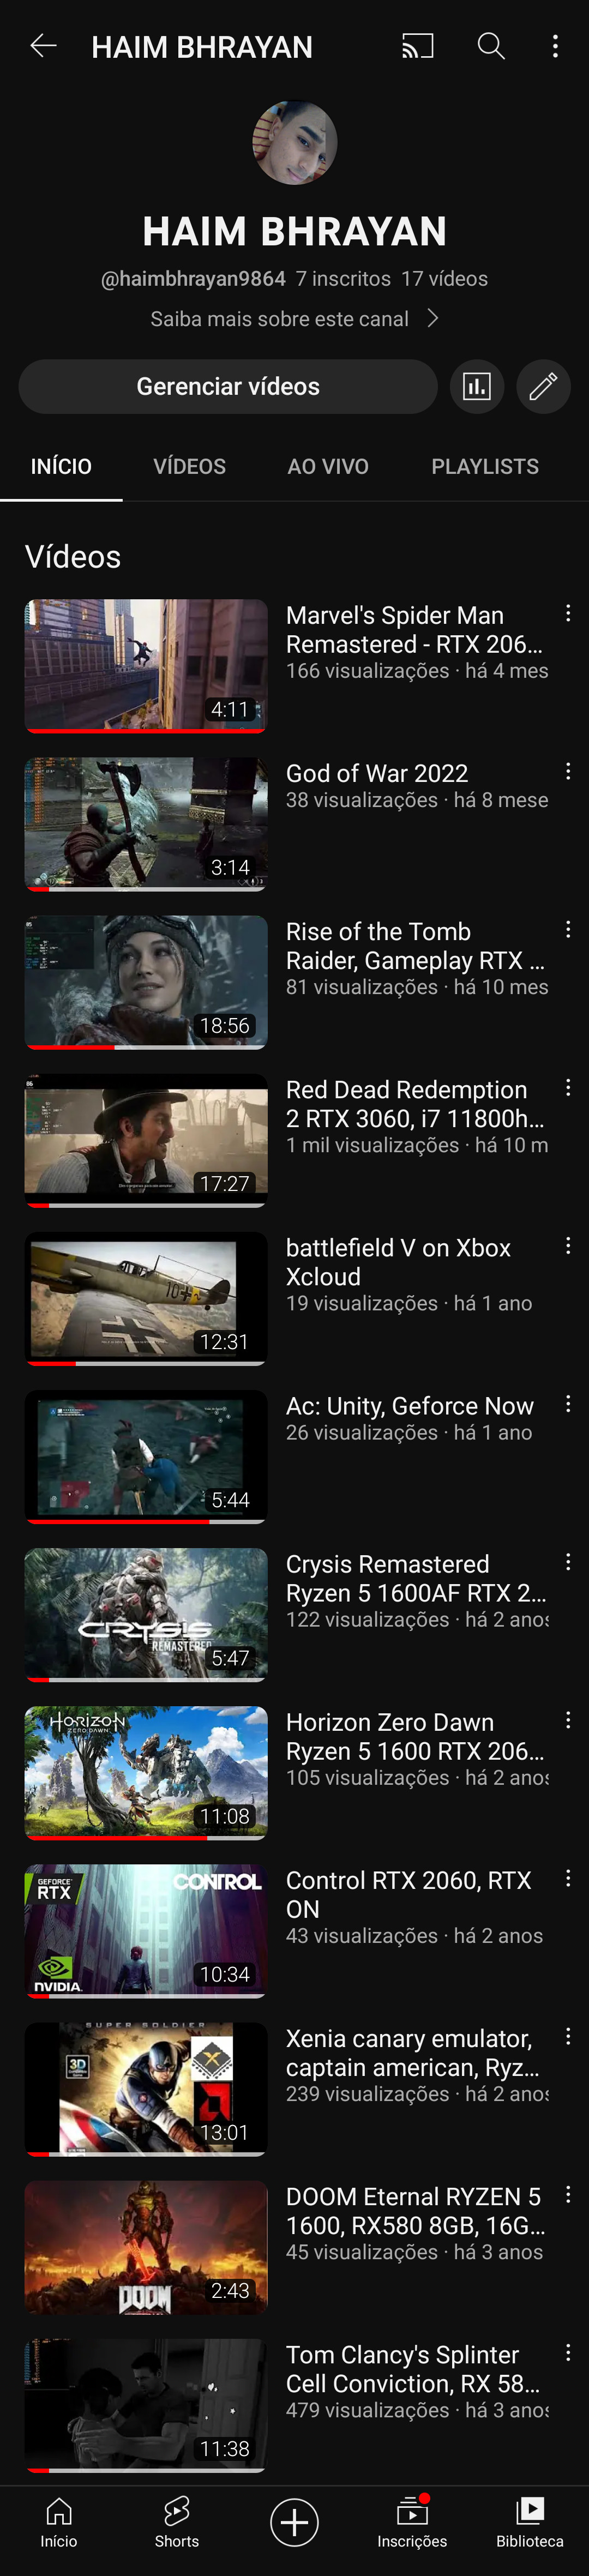 HAIM BHRAYAN
HAIM BHRAYAN
@haimbhrayan9864 7 inscritos 17 vídeos
Saiba mais sobre este canal
Gerenciar vídeos
INÍCIO VÍDEOS AO VIVO PLAYLISTS
Vídeos
4:11
Marvel's Spider Man
Remastered - RTX 206...
166 visualizações · há 4 mes
3:14
God of War 2022
38 visualizações · há 8 mese
18:56
Rise of the Tomb
Raider, Gameplay RTX ...
81 visualizações · há 10 mes
17:27
Red Dead Redemption
2 RTX 3060, i7 11800h...
1 mil visualizações · há 10 m
12:31
battlefield V on Xbox
Xcloud
19 visualizações · há 1 ano
5:44
Ac: Unity, Geforce Now
26 visualizações · há 1 ano
CRYSIS
REMASTERED
5:47
Crysis Remastered
Ryzen 5 1600AF RTX 2...
122 visualizações · há 2 anos
HORIZON
ZERO DAWN
11:08
Horizon Zero Dawn
Ryzen 5 1600 RTX 206...
105 visualizações · há 2 anos
GEFORCE
RTX
CONTROL
NVIDIA.
10:34
Control RTX 2060, RTX
ON
43 visualizações · há 2 anos
SUPER SOLDIER
3D
13:01
Xenia canary emulator,
captain american, Ryz...
239 visualizações · há 2 anos
DOOM
2:43
DOOM Eternal RYZEN 5
1600, RX580 8GB, 16G...
45 visualizações · há 3 anos
11:38
Tom Clancy's Splinter
Cell Conviction, RX 58...
479 visualizações · há 3 anos
Início Shorts Inscrições Biblioteca